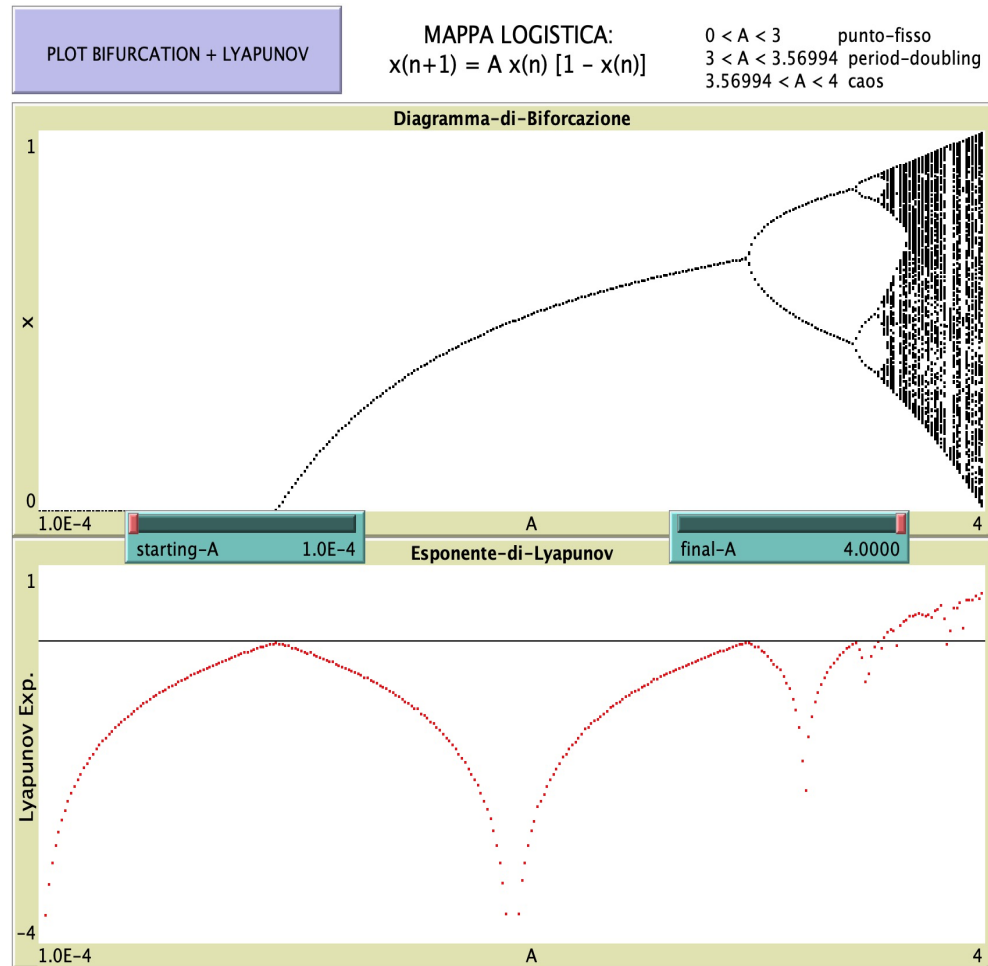 PLOT BIFURCATION + LYAPUNOV
MAPPA LOGISTICA:
x(n+1) = A x(n) [1 - x(n)]
0 < A < 3 punto-fisso
3 < A < 3.56994 period-doubling
3.56994 < A < 4 caos
Diagramma-di-Biforcazione
1
x
0
1.0E-4
A
4
starting-A 1.0E-4
final-A 4.0000
Esponente-di-Lyapunov
1
Lyapunov Exp.
-4
1.0E-4
A
4